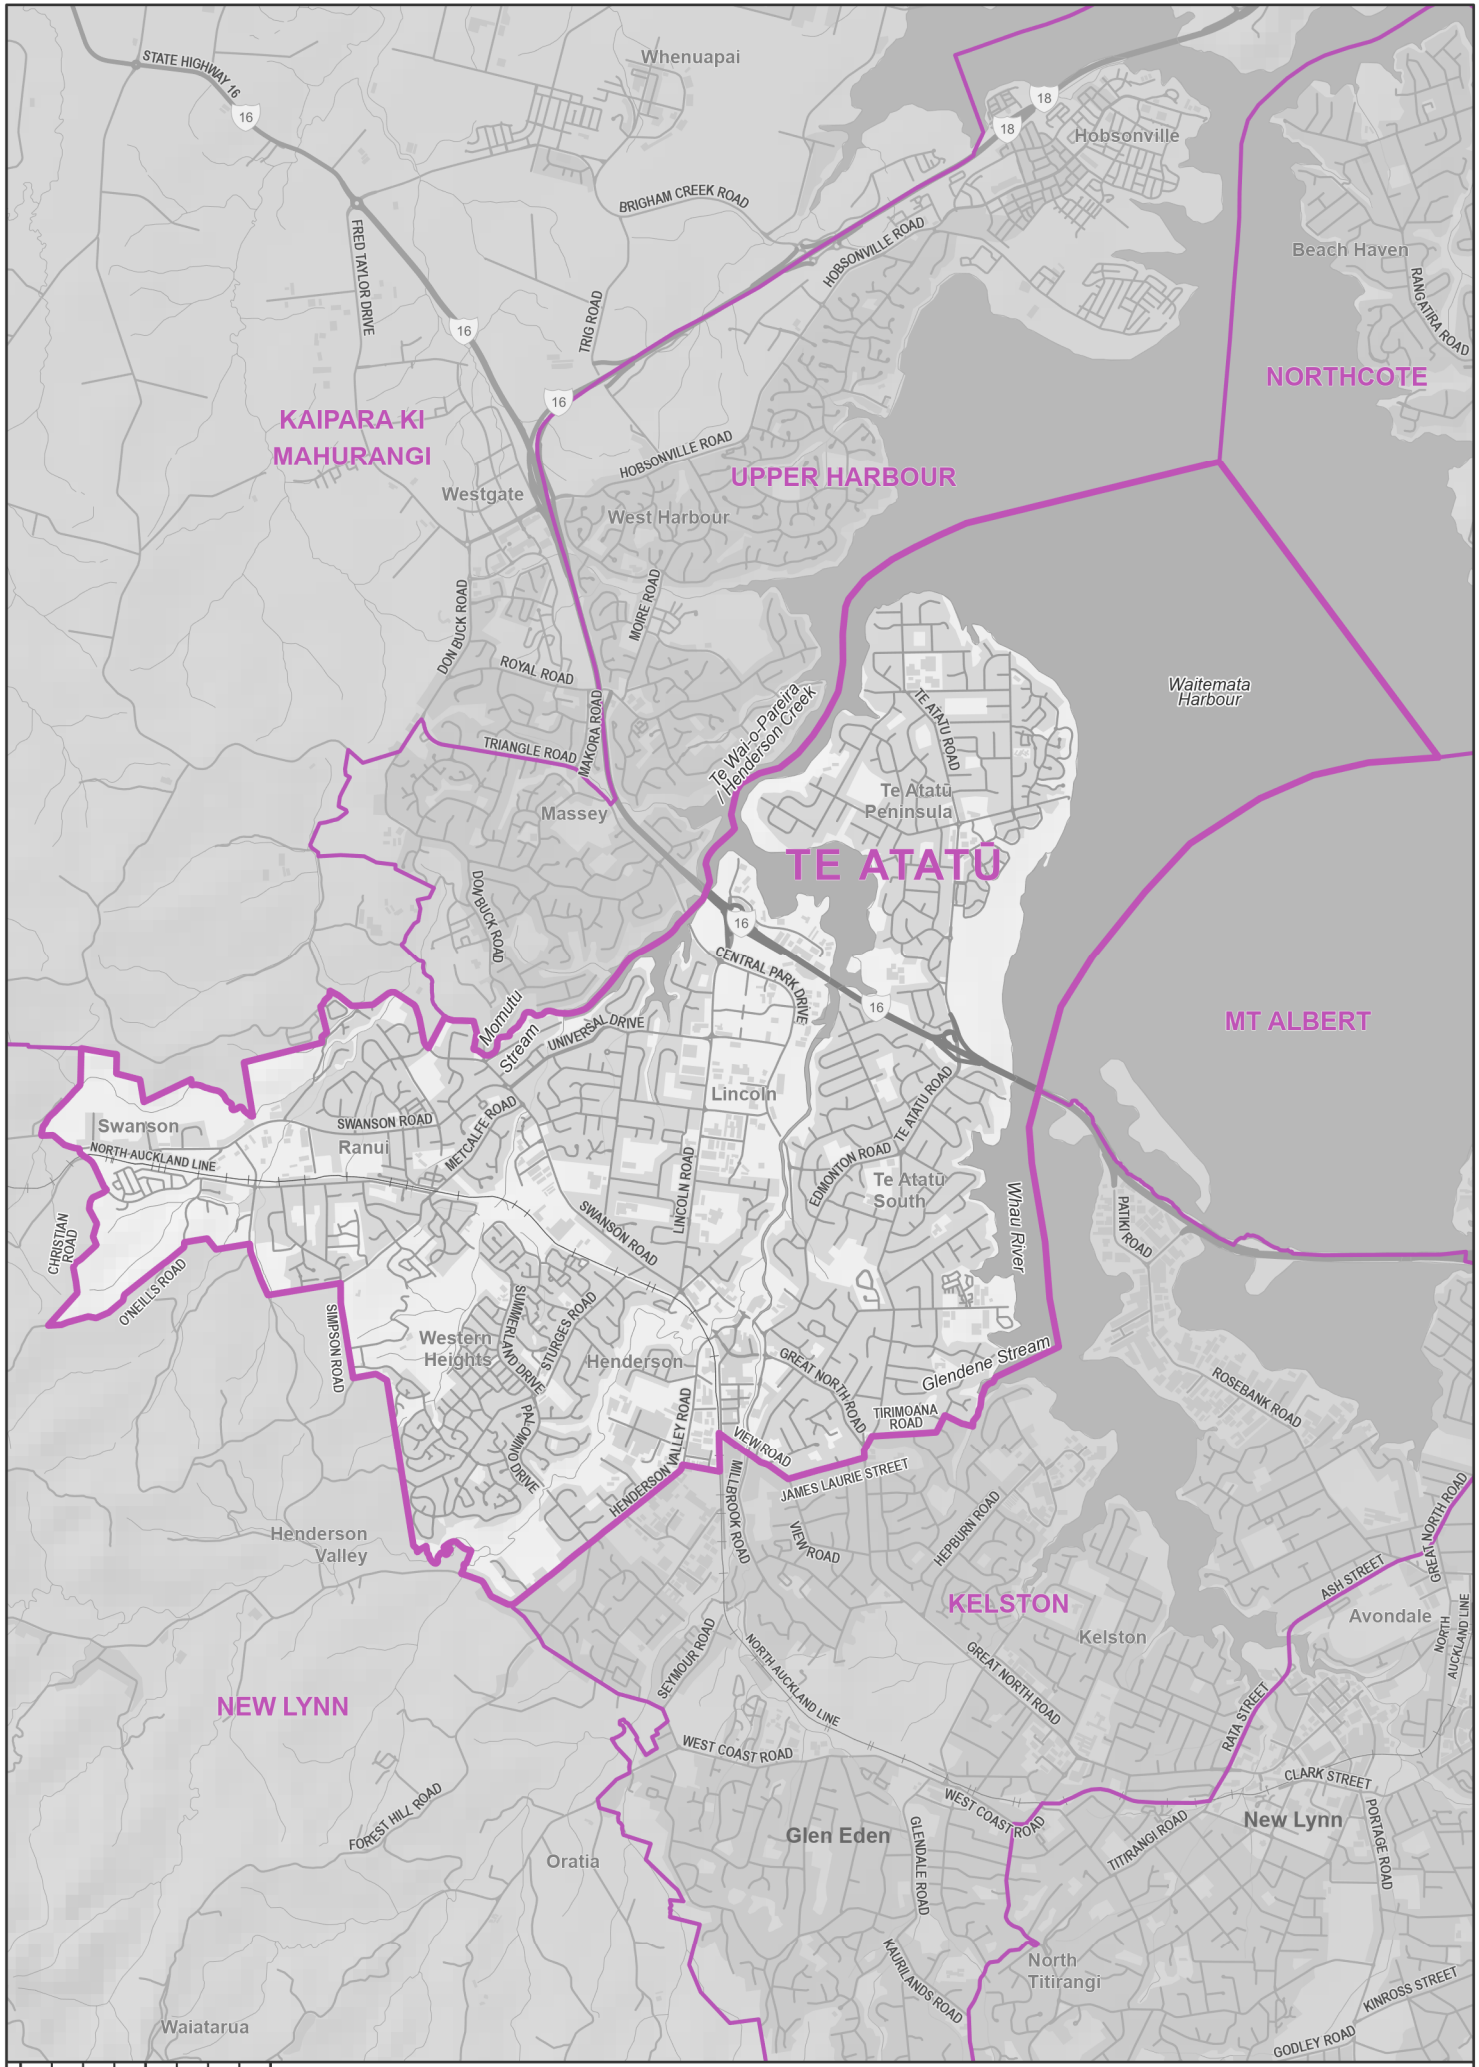 Whenuapai
STATE HIGHWAY 16
16
18
18
Hobsonville
BRIGHAM CREEK ROAD
HOBSONVILLE ROAD
Beach Haven
RANGATIRA ROAD
FRED TAYLOR DRIVE
TRIG ROAD
16
NORTHCOTE
16
KAIPARA KI
MAHURANGI
HOBSONVILLE ROAD
UPPER HARBOUR
Westgate
West Harbour
DON BUCK ROAD
MOIRE ROAD
ROYAL ROAD
MAKORA ROAD
Te Wai-o-Pareira
/ Henderson Creek
Waitemata
Harbour
TE ATATU ROAD
TRIANGLE ROAD
Massey
Te Atatū
Peninsula
TE ATATŪ
DON BUCK ROAD
16
CENTRAL PARK DRIVE
16
MT ALBERT
Momutu
Stream
UNIVERSAL DRIVE
Lincoln
Swanson
SWANSON ROAD
Ranui
METCALFE ROAD
NORTH AUCKLAND LINE
TE ATATU ROAD
EDMONTON ROAD
Te Atatū
South
LINCOLN ROAD
Whau River
PATIKI ROAD
CHRISTIAN
ROAD
O'NEILLS ROAD
SWANSON ROAD
SIMPSON ROAD
SUMMERLAND DRIVE
STURGES ROAD
Western
Heights
Henderson
GREAT NORTH ROAD
Glendene Stream
ROSEBANK ROAD
TIRIMOANA
ROAD
PALOMINO DRIVE
HENDERSON VALLEY ROAD
VIEW ROAD
JAMES LAURIE STREET
MILLBROOK ROAD
VIEW ROAD
HEPBURN ROAD
GREAT NORTH ROAD
Henderson
Valley
ASH STREET
KELSTON
Avondale
Kelston
NORTH
AUCKLAND LINE
SEYMOUR ROAD
NORTH AUCKLAND LINE
GREAT NORTH ROAD
NEW LYNN
RATA STREET
WEST COAST ROAD
CLARK STREET
FOREST HILL ROAD
WEST COAST ROAD
Glen Eden
GLENDALE ROAD
TITIRANGI ROAD
New Lynn
PORTAGE ROAD
Oratia
KAURILANDS ROAD
North
Titirangi
KINROSS STREET
Waiatarua
GODLEY ROAD